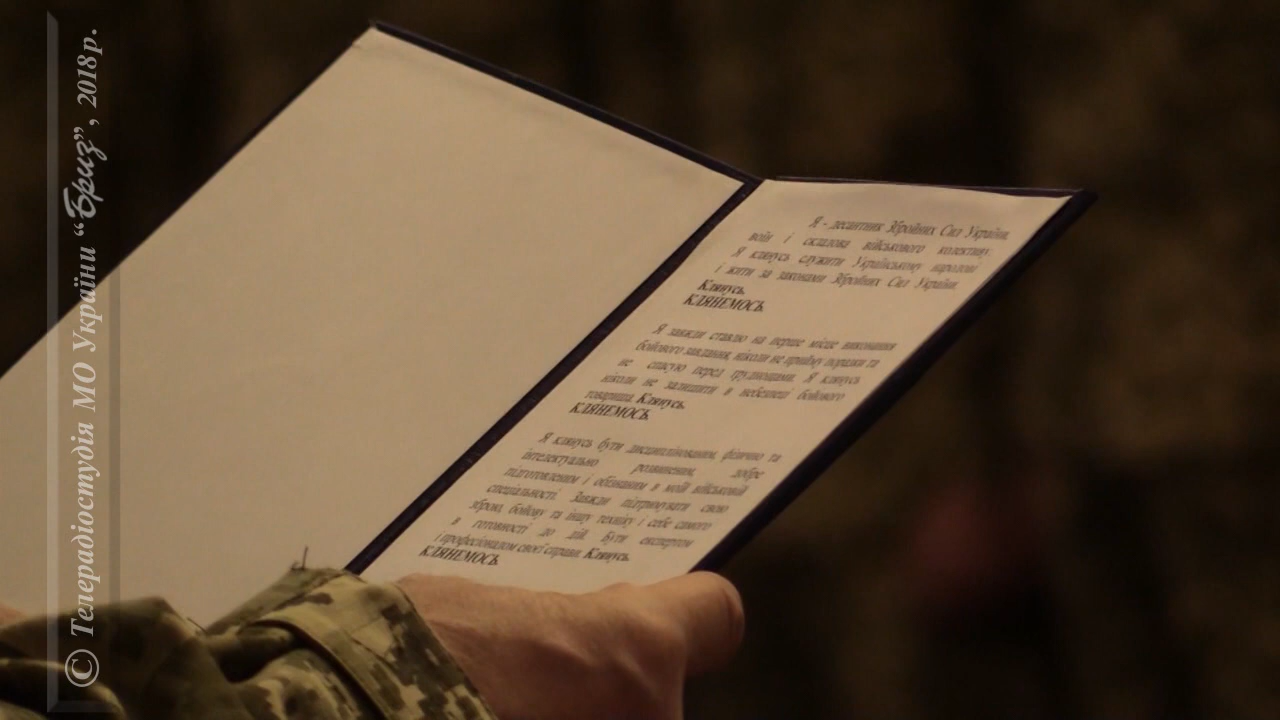 © Телерадіостудія МО України “Бриз”, 2018р.
Я - десантник Збройних Сил України,
воїн і складова військового колективу.
Я клянусь служити Українському народові
і жити за законами Збройних Сил України.
Клянусь.
КЛЯНЕМОСЬ.
Я завжди ставлю на перше місце виконання
бойового завдання, ніколи не прийму поразки та
не спасую перед труднощами. Я клянусь
ніколи не залишити в небезпеці бойового
товариша. Клянусь.
КЛЯНЕМОСЬ.
Я клянусь бути дисциплінованим, фізично та
інтелектуально розвиненим, добре
підготовленим і обізнаним в моїй військовій
спеціальності. Завжди підтримувати свою
зброю, бойову та іншу техніку і себе самого
в готовності до дій. Бути експертом
і професіоналом своєї справи. Клянусь.
КЛЯНЕМОСЬ.